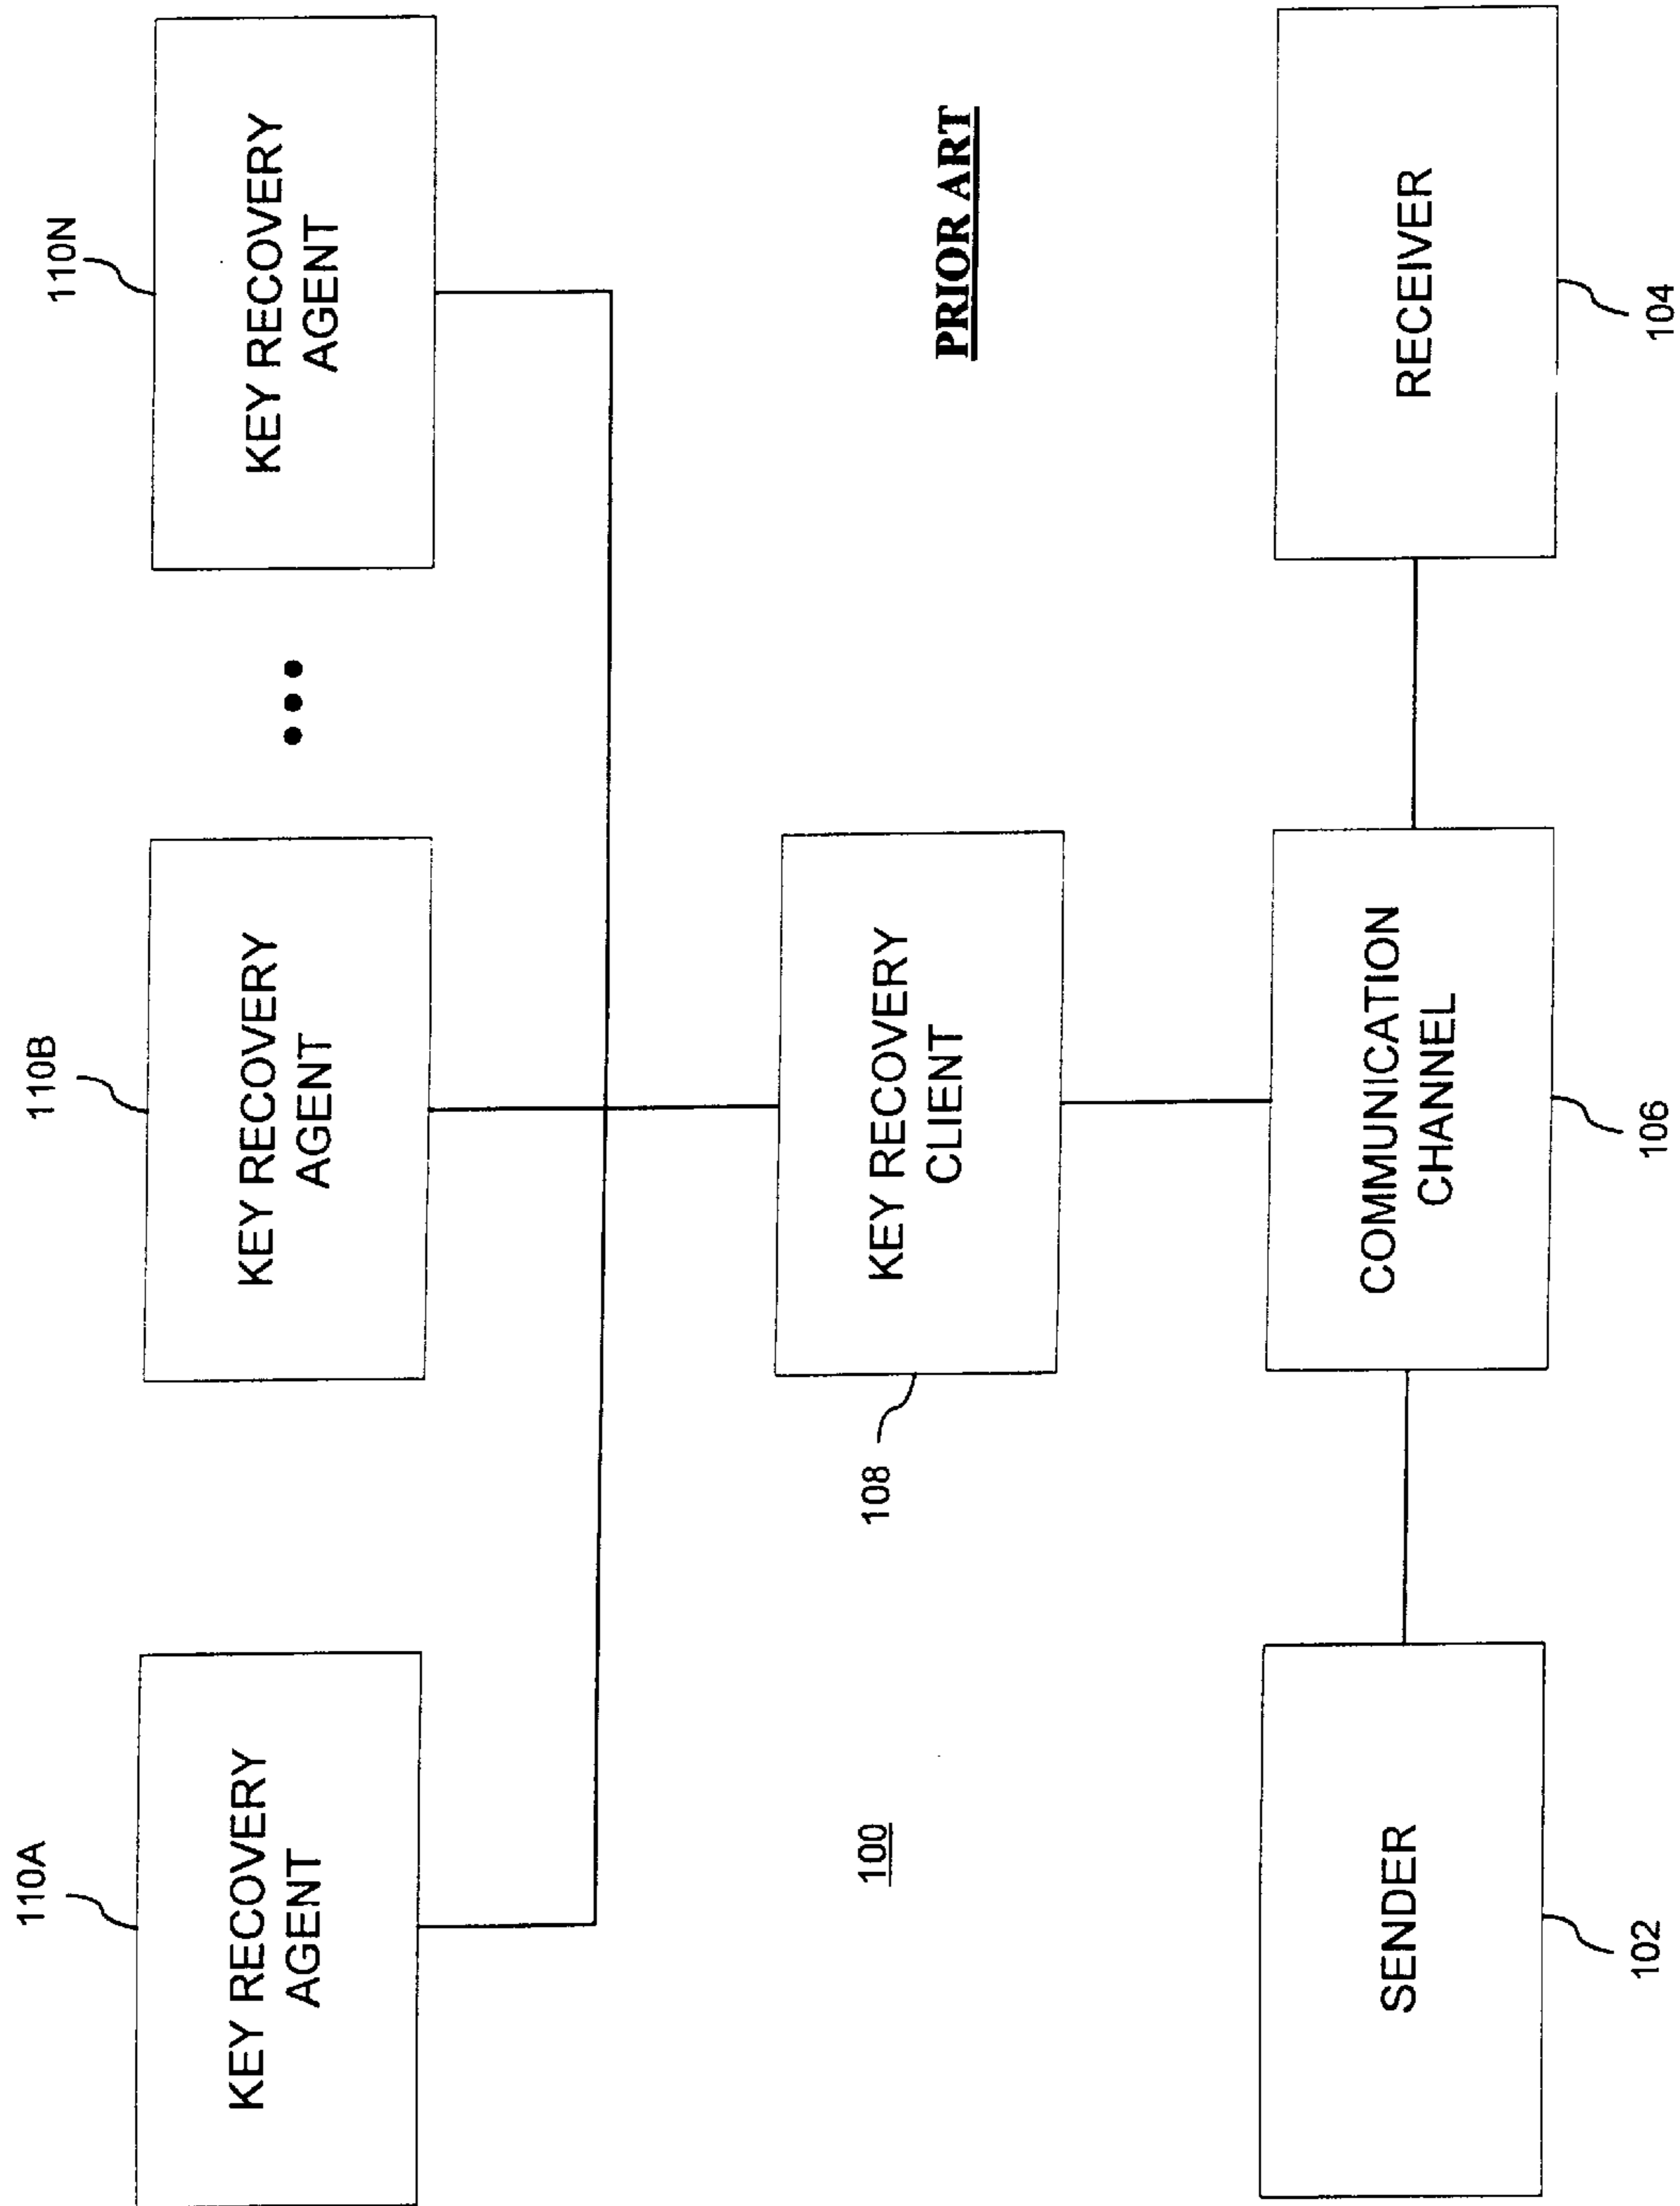 110A
110B
110N
KEY RECOVERY
AGENT
KEY RECOVERY
AGENT
KEY RECOVERY
AGENT
108
KEY RECOVERY
CLIENT
100
PRIOR ART
SENDER
COMMUNICATION
CHANNEL
RECEIVER
102
106
104